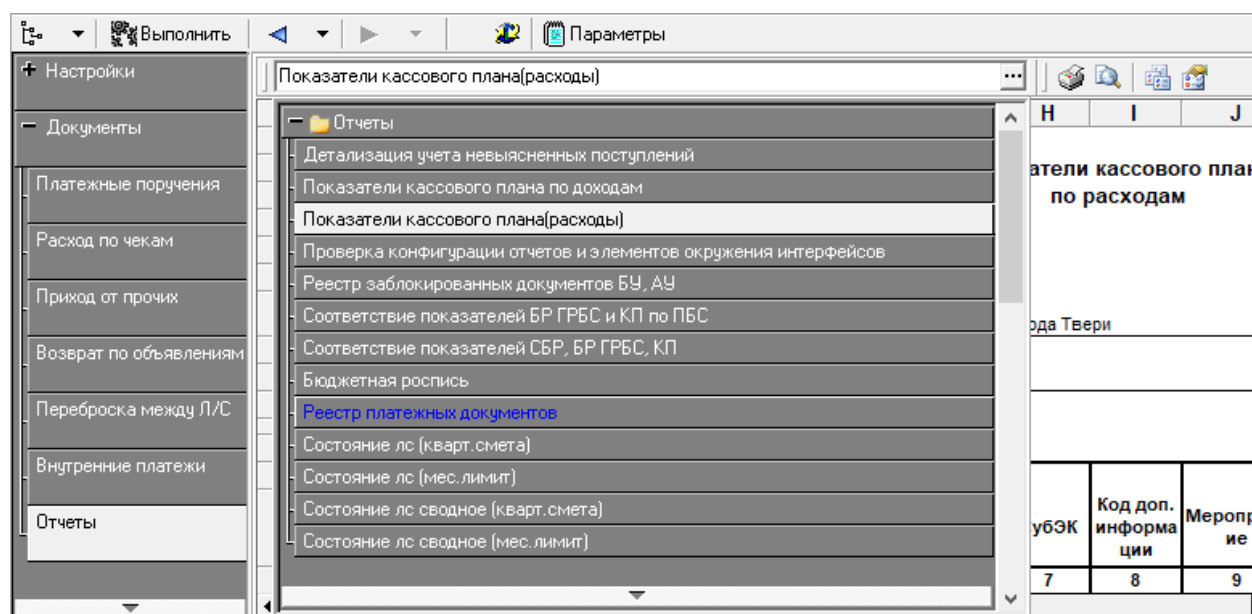 Выполнить
Параметры
Настройки
Документы
Платежные поручения
Расход по чекам
Приход от прочих
Возврат по объявлениям
Переброска между Л/С
Внутренние платежи
Отчеты
Показатели кассового плана(расходы)
...
Отчеты
Детализация учета невыясненных поступлений
Показатели кассового плана по доходам
Показатели кассового плана(расходы)
Проверка конфигурации отчетов и элементов окружения интерфейсов
Реестр заблокированных документов БУ, АУ
Соответствие показателей БР ГРБС и КП по ПБС
Соответствие показателей СБР, БР ГРБС, КП
Бюджетная роспись
Реестр платежных документов
Состояние лс (кварт.смета)
Состояние лс (мес.лимит)
Состояние лс сводное (кварт.смета)
Состояние лс сводное (мес.лимит)
H I J
атели кассового план
по расходам
ода Твери
убЭК
Код доп.
информа
ции
Меропр
ие
7 8 9